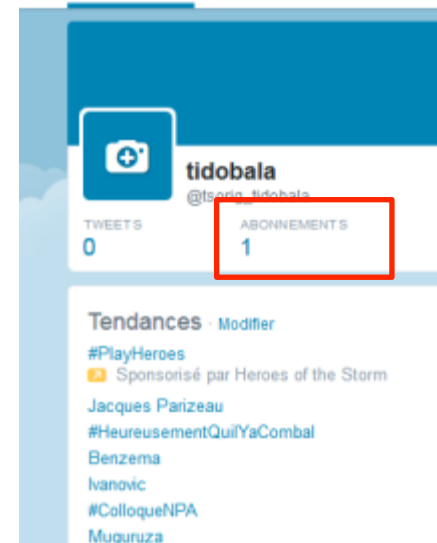 tidobala
@tsorig_tidobala
TWEETS ABONNEMENTS
0 1
Tendances · Modifier
#PlayHeroes
Sponsorisé par Heroes of the Storm
Jacques Parizeau
#HeureusementQuilYaCombal
Benzema
Ivanovic
#ColloqueNPA
Muguruza